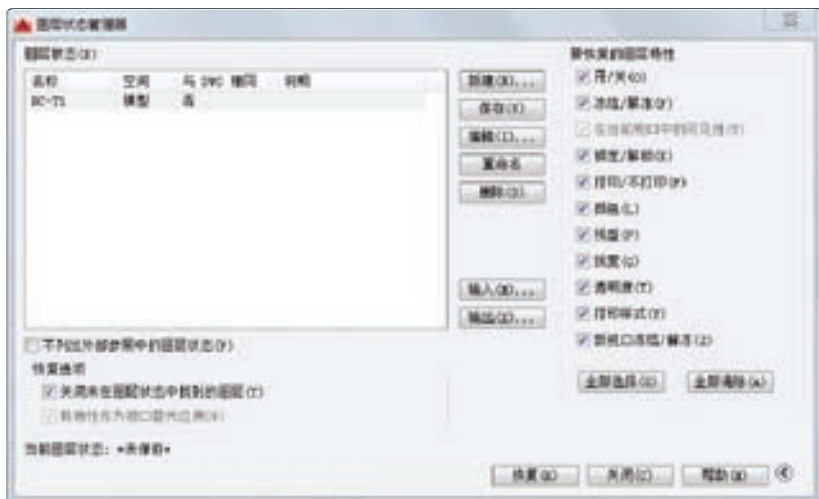 图层状态管理器
图层状态(E)
名称 空间 与 DWG 相同 说明
DC-T1 模型 否
新建(N)...
保存(V)
编辑(I)...
重命名
删除(D)
输入(M)...
输出(X)...
不列出外部参照中的图层状态(F)
恢复选项
关闭未在图层状态中找到的图层(T)
将特性作为视口替代应用(A)
当前图层状态: *未保存*
要恢复的图层特性
开/关(O)
冻结/解冻(F)
在当前视口中的可见性(V)
锁定/解锁(K)
打印/不打印(P)
颜色(L)
线型(P)
线宽(G)
透明度(T)
打印样式(Y)
新视口冻结/解冻(Z)
全部选择(S) 全部清除(A)
恢复(R) 关闭(C) 帮助(H)